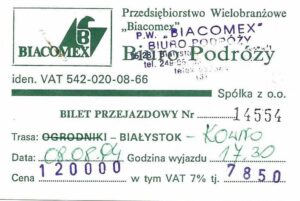 Przedsiębiorstwo Wielobranżowe
„Biacomex”
BIACOMEX
P.W. „BIACOMEX”
BIURO PODRÓŻY
Biuro Podróży
iden. VAT 542-020-08-66
Spółka z o.o.
BILET PRZEJAZDOWY Nr 14554
Trasa: OGRODNIKI - BIAŁYSTOK - KOWNO
Data: 08.08.94 Godzina wyjazdu 17.30
Cena 120000 w tym VAT 7% tj. 7850